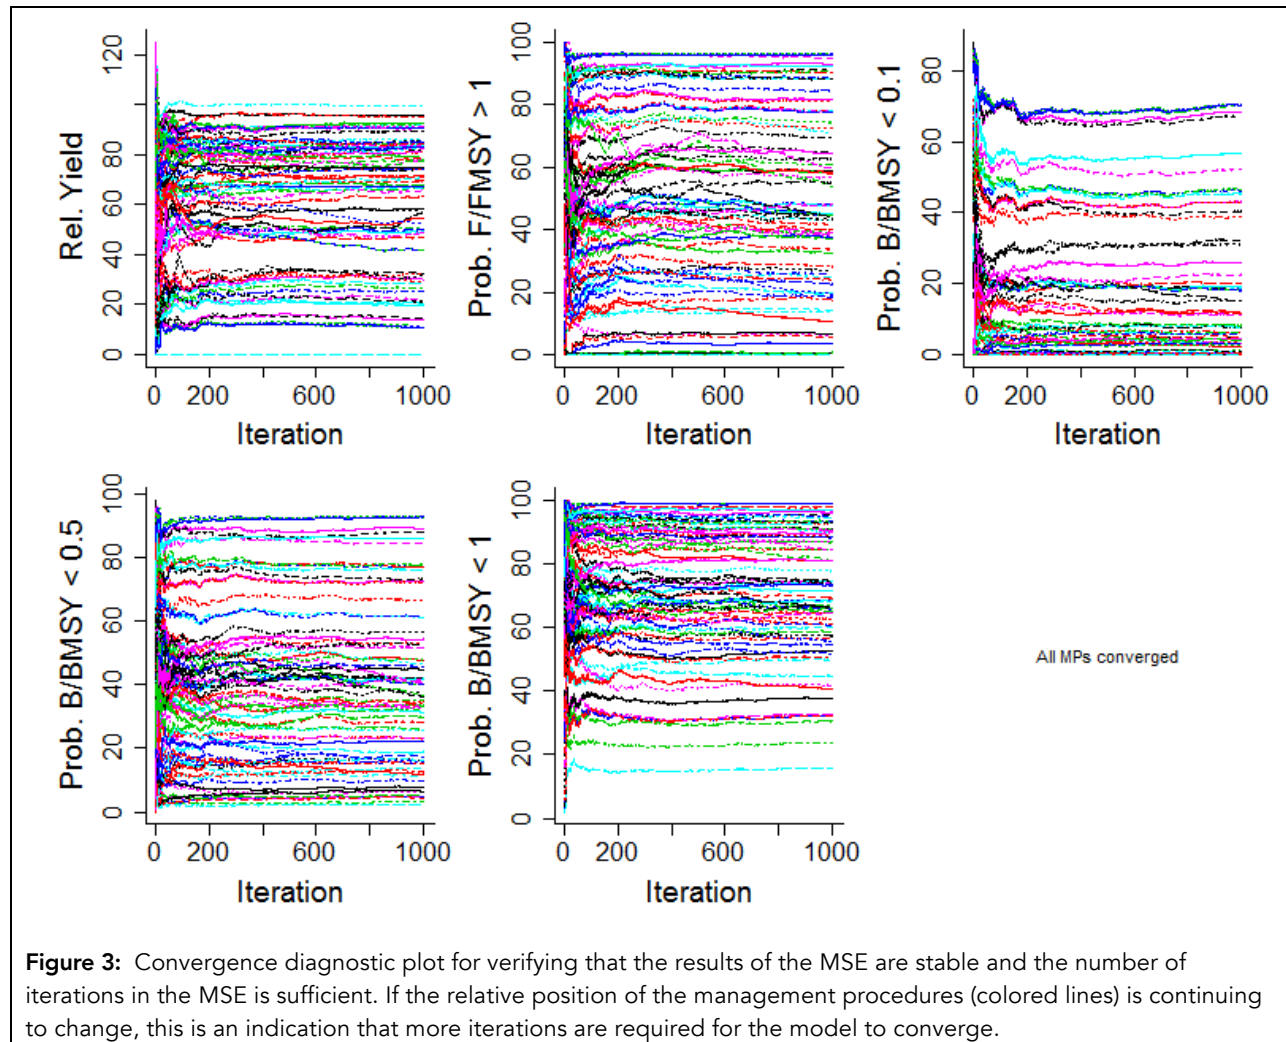 Rel. Yield
120
80
60
40
20
0
0 200 600 1000
Iteration
Prob. F/FMSY > 1
100
80
60
40
20
0
0 200 600 1000
Iteration
Prob. B/BMSY < 0.1
80
60
40
20
0
0 200 600 1000
Iteration
Prob. B/BMSY < 0.5
100
80
60
40
20
0
0 200 600 1000
Iteration
Prob. B/BMSY < 1
100
80
60
40
20
0
0 200 600 1000
Iteration
All MPs converged
Figure 3: Convergence diagnostic plot for verifying that the results of the MSE are stable and the number of
iterations in the MSE is sufficient. If the relative position of the management procedures (colored lines) is continuing
to change, this is an indication that more iterations are required for the model to converge.